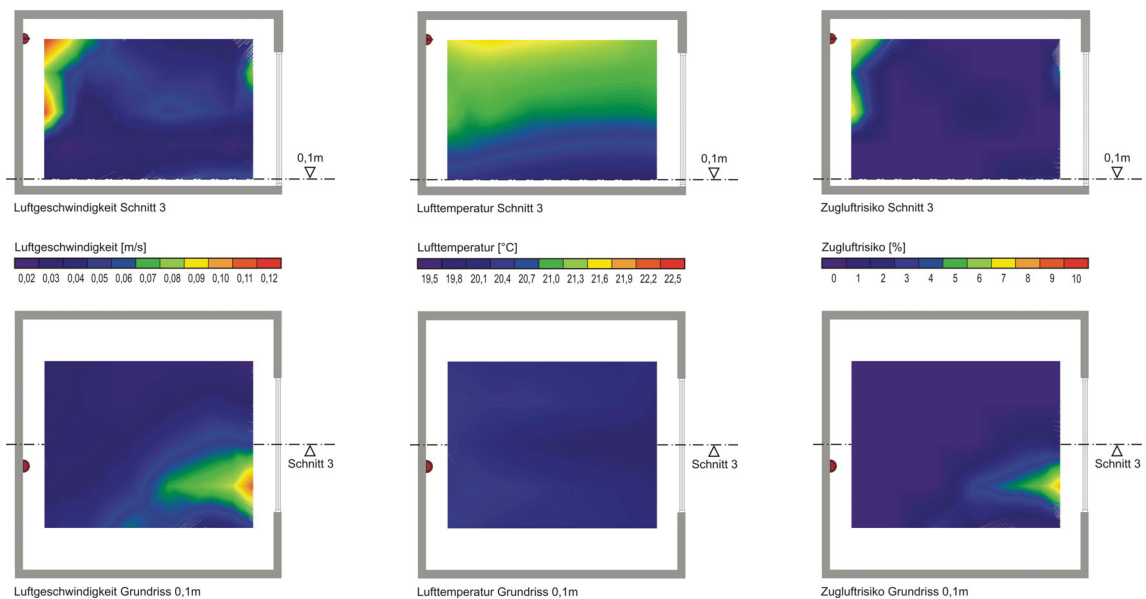 0,1m
0,1m
0,1m
Luftgeschwindigkeit Schnitt 3
Lufttemperatur Schnitt 3
Zugluftrisiko Schnitt 3
Luftgeschwindigkeit [m/s]
0,02 0,03 0,04 0,05 0,06 0,07 0,08 0,09 0,10 0,11 0,12
Lufttemperatur [°C]
19,5 19,8 20,1 20,4 20,7 21,0 21,3 21,6 21,9 22,2 22,5
Zugluftrisiko [%]
0 1 2 3 4 5 6 7 8 9 10
Schnitt 3
Schnitt 3
Schnitt 3
Luftgeschwindigkeit Grundriss 0,1m
Lufttemperatur Grundriss 0,1m
Zugluftrisiko Grundriss 0,1m